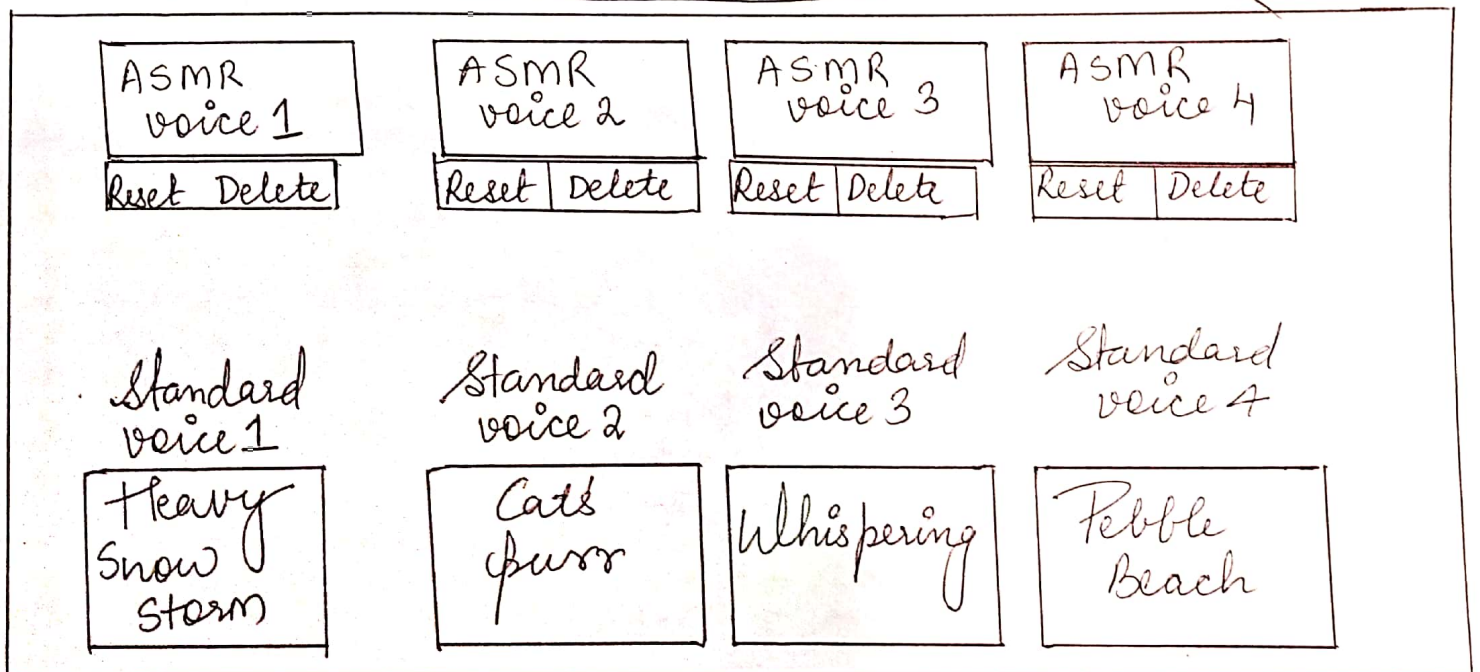 ASMR
voice 1
ASMR
voice 2
ASMR
voice 3
ASMR
voice 4
Reset Delete
Reset Delete
Reset Delete
Reset Delete
Standard
voice 1
Standard
voice 2
Standard
voice 3
Standard
voice 4
Heavy
Snow
Storm
Cats
purr
Whispering
Pebble
Beach